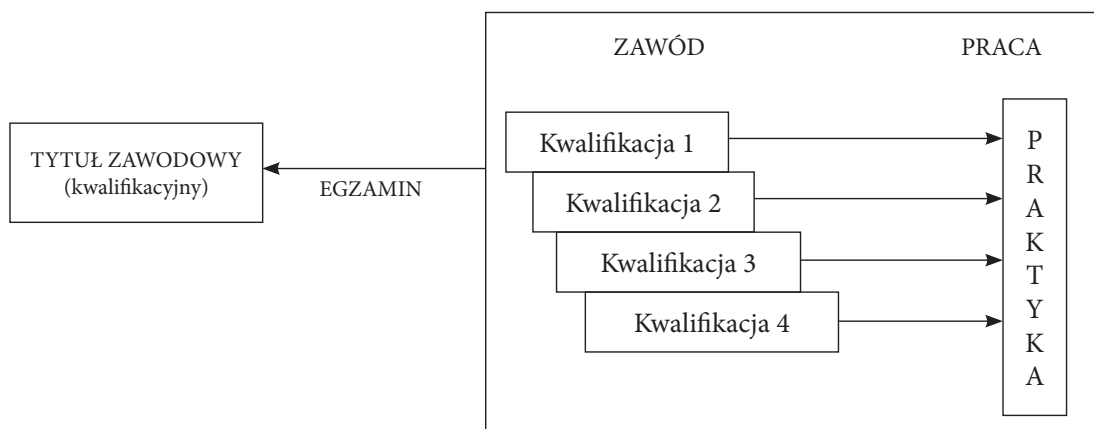 ZAWÓD
PRACA
TYTUŁ ZAWODOWY
(kwalifikacyjny)
EGZAMIN
Kwalifikacja 1
Kwalifikacja 2
Kwalifikacja 3
Kwalifikacja 4
P
R
A
K
T
Y
K
A